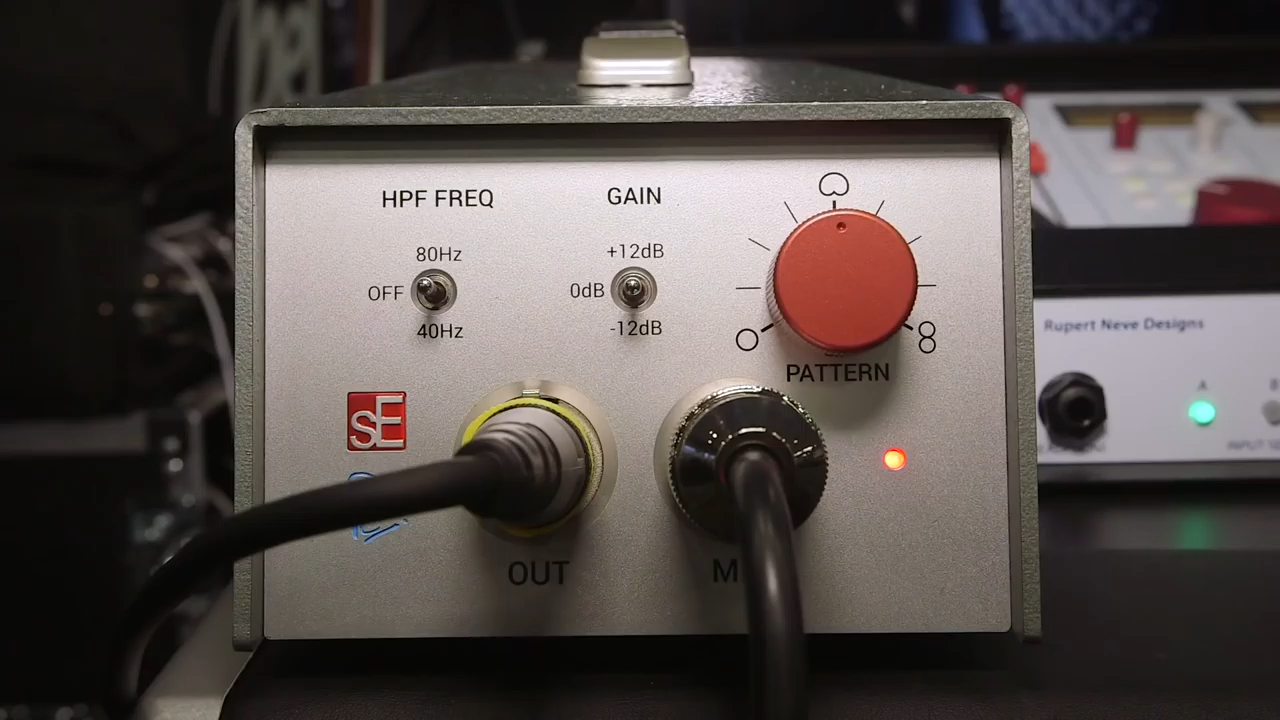 HPF FREQ
GAIN
80Hz
OFF
40Hz
+12dB
0dB
-12dB
PATTERN
sE
OUT
M
Rupert Neve Designs
A